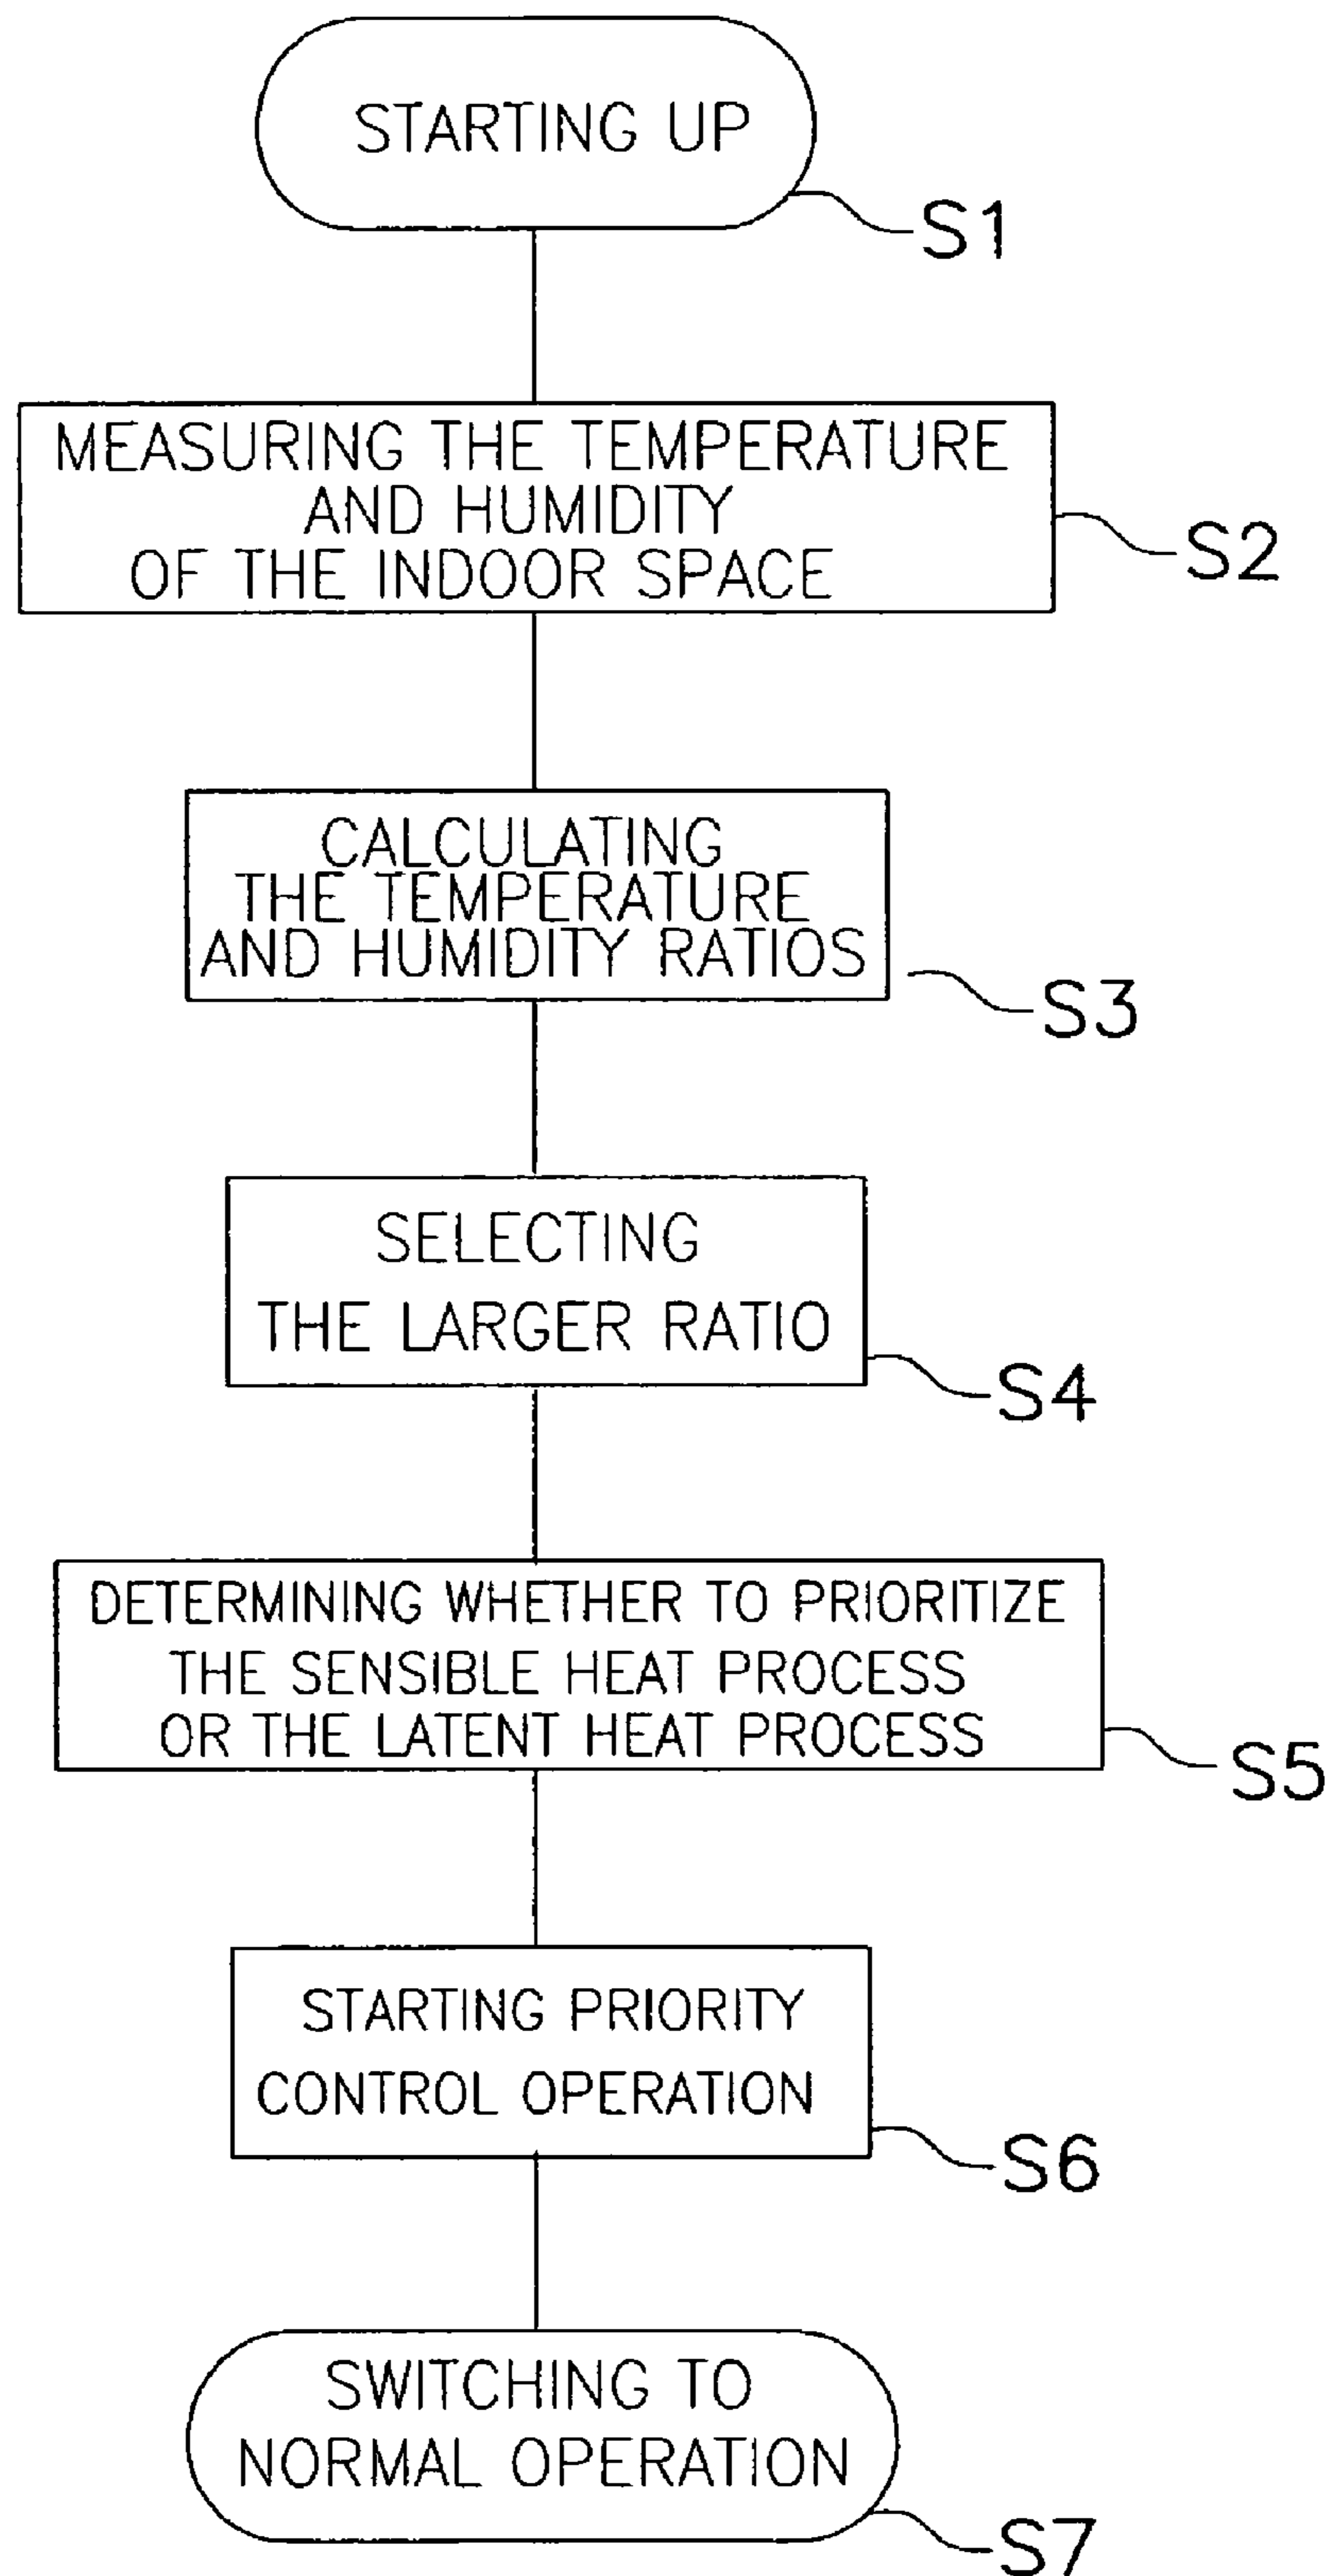 STARTING UP
S1
MEASURING THE TEMPERATURE
AND HUMIDITY
OF THE INDOOR SPACE
S2
CALCULATING
THE TEMPERATURE
AND HUMIDITY RATIOS
S3
SELECTING
THE LARGER RATIO
S4
DETERMINING WHETHER TO PRIORITIZE
THE SENSIBLE HEAT PROCESS
OR THE LATENT HEAT PROCESS
S5
STARTING PRIORITY
CONTROL OPERATION
S6
SWITCHING TO
NORMAL OPERATION
S7